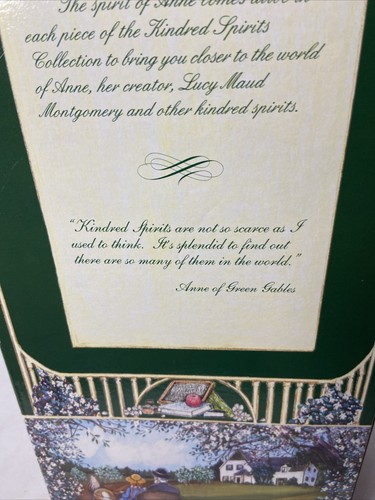 The spirit of Anne comes alive in
each piece of the Kindred Spirits
Collection to bring you closer to the world
of Anne, her creator, Lucy Maud
Montgomery and other kindred spirits.
"Kindred Spirits are not so scarce as I
used to think. It's splendid to find out
there are so many of them in the world."
Anne of Green Gables